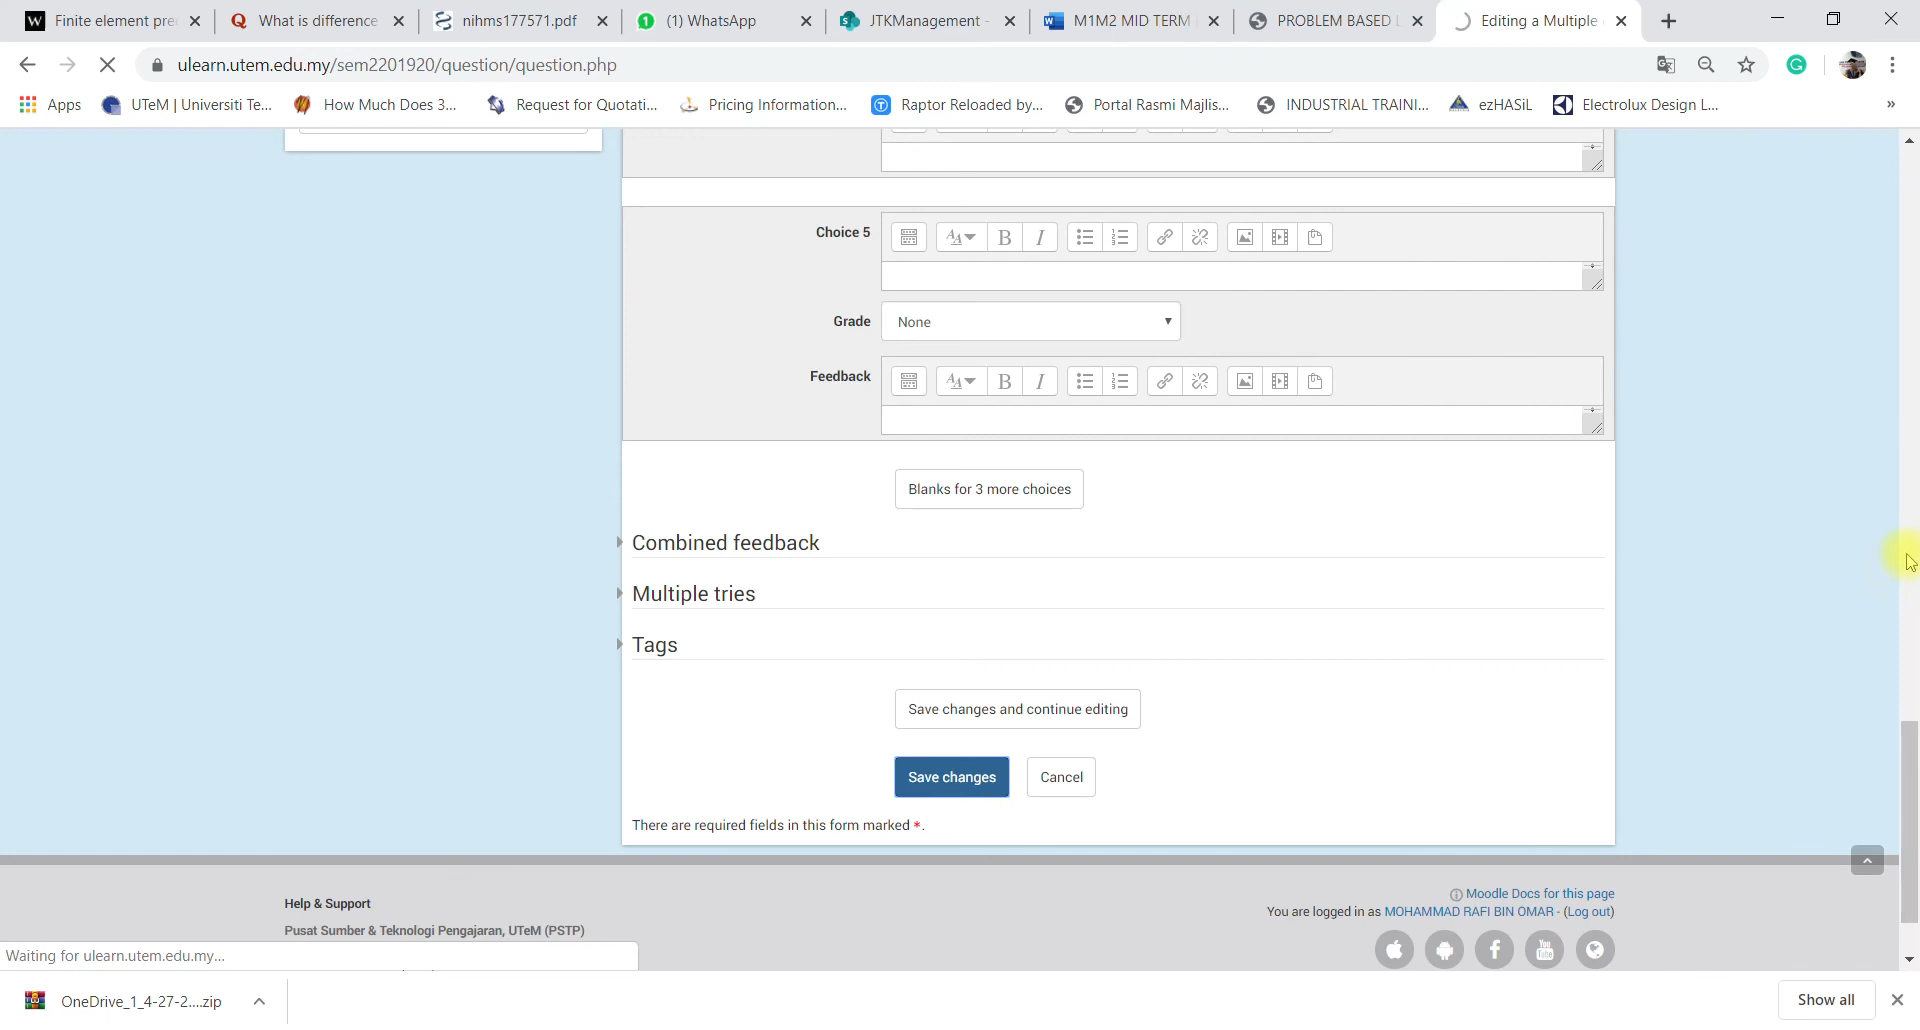 Finite element pre
What is difference
nihms177571.pdf
(1) WhatsApp
JTKManagement -
M1M2 MID TERM
PROBLEM BASED L
Editing a Multiple
ulearn.utem.edu.my/sem2201920/question/question.php
Apps
UTeM | Universiti Te...
How Much Does 3...
Request for Quotati...
Pricing Information...
Raptor Reloaded by...
Portal Rasmi Majlis...
INDUSTRIAL TRAINI...
ezHASiL
Electrolux Design L...
Choice 5
Grade
None
Feedback
Blanks for 3 more choices
Combined feedback
Multiple tries
Tags
Save changes and continue editing
Save changes
Cancel
There are required fields in this form marked *.
Help & Support
Moodle Docs for this page
You are logged in as MOHAMMAD RAFI BIN OMAR - (Log out)
Pusat Sumber & Teknologi Pengajaran, UTeM (PSTP)
Waiting for ulearn.utem.edu.my...
OneDrive_1_4-27-2....zip
Show all